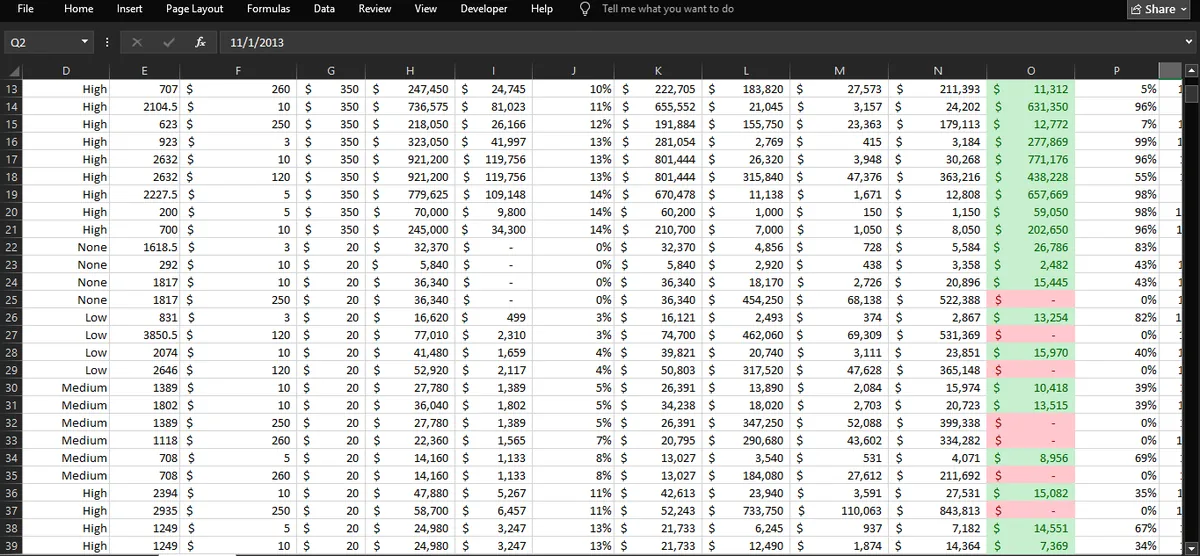 File Home Insert Page Layout Formulas Data Review View Developer Help Tell me what you want to do Share
Q2 fx 11/1/2013
D E F G H I J K L M N O P
13 High 707 $ 260 $ 350 $ 247,450 $ 24,745 10% $ 222,705 $ 183,820 $ 27,573 $ 211,393 $ 11,312 5%
14 High 2104.5 $ 10 $ 350 $ 736,575 $ 81,023 11% $ 655,552 $ 21,045 $ 3,157 $ 24,202 $ 631,350 96%
15 High 623 $ 250 $ 350 $ 218,050 $ 26,166 12% $ 191,884 $ 155,750 $ 23,363 $ 179,113 $ 12,772 7%
16 High 923 $ 3 $ 350 $ 323,050 $ 41,997 13% $ 281,054 $ 2,769 $ 415 $ 3,184 $ 277,869 99%
17 High 2632 $ 10 $ 350 $ 921,200 $ 119,756 13% $ 801,444 $ 26,320 $ 3,948 $ 30,268 $ 771,176 96%
18 High 2632 $ 120 $ 350 $ 921,200 $ 119,756 13% $ 801,444 $ 315,840 $ 47,376 $ 363,216 $ 438,228 55%
19 High 2227.5 $ 5 $ 350 $ 779,625 $ 109,148 14% $ 670,478 $ 11,138 $ 1,671 $ 12,808 $ 657,669 98%
20 High 200 $ 5 $ 350 $ 70,000 $ 9,800 14% $ 60,200 $ 1,000 $ 150 $ 1,150 $ 59,050 98%
21 High 700 $ 10 $ 350 $ 245,000 $ 34,300 14% $ 210,700 $ 7,000 $ 1,050 $ 8,050 $ 202,650 96%
22 None 1618.5 $ 3 $ 20 $ 32,370 $ - 0% $ 32,370 $ 4,856 $ 728 $ 5,584 $ 26,786 83%
23 None 292 $ 10 $ 20 $ 5,840 $ - 0% $ 5,840 $ 2,920 $ 438 $ 3,358 $ 2,482 43%
24 None 1817 $ 10 $ 20 $ 36,340 $ - 0% $ 36,340 $ 18,170 $ 2,726 $ 20,896 $ 15,445 43%
25 None 1817 $ 250 $ 20 $ 36,340 $ - 0% $ 36,340 $ 454,250 $ 68,138 $ 522,388 $ - 0%
26 Low 831 $ 3 $ 20 $ 16,620 $ 499 3% $ 16,121 $ 2,493 $ 374 $ 2,867 $ 13,254 82%
27 Low 3850.5 $ 120 $ 20 $ 77,010 $ 2,310 3% $ 74,700 $ 462,060 $ 69,309 $ 531,369 $ - 0%
28 Low 2074 $ 10 $ 20 $ 41,480 $ 1,659 4% $ 39,821 $ 20,740 $ 3,111 $ 23,851 $ 15,970 40%
29 Low 2646 $ 120 $ 20 $ 52,920 $ 2,117 4% $ 50,803 $ 317,520 $ 47,628 $ 365,148 $ - 0%
30 Medium 1389 $ 10 $ 20 $ 27,780 $ 1,389 5% $ 26,391 $ 13,890 $ 2,084 $ 15,974 $ 10,418 39%
31 Medium 1802 $ 10 $ 20 $ 36,040 $ 1,802 5% $ 34,238 $ 18,020 $ 2,703 $ 20,723 $ 13,515 39%
32 Medium 1389 $ 250 $ 20 $ 27,780 $ 1,389 5% $ 26,391 $ 347,250 $ 52,088 $ 399,338 $ - 0%
33 Medium 1118 $ 260 $ 20 $ 22,360 $ 1,565 7% $ 20,795 $ 290,680 $ 43,602 $ 334,282 $ - 0%
34 Medium 708 $ 5 $ 20 $ 14,160 $ 1,133 8% $ 13,027 $ 3,540 $ 531 $ 4,071 $ 8,956 69%
35 Medium 708 $ 260 $ 20 $ 14,160 $ 1,133 8% $ 13,027 $ 184,080 $ 27,612 $ 211,692 $ - 0%
36 High 2394 $ 10 $ 20 $ 47,880 $ 5,267 11% $ 42,613 $ 23,940 $ 3,591 $ 27,531 $ 15,082 35%
37 High 2935 $ 250 $ 20 $ 58,700 $ 6,457 11% $ 52,243 $ 733,750 $ 110,063 $ 843,813 $ - 0%
38 High 1249 $ 5 $ 20 $ 24,980 $ 3,247 13% $ 21,733 $ 6,245 $ 937 $ 7,182 $ 14,551 67%
39 High 1249 $ 10 $ 20 $ 24,980 $ 3,247 13% $ 21,733 $ 12,490 $ 1,874 $ 14,364 $ 7,369 34%